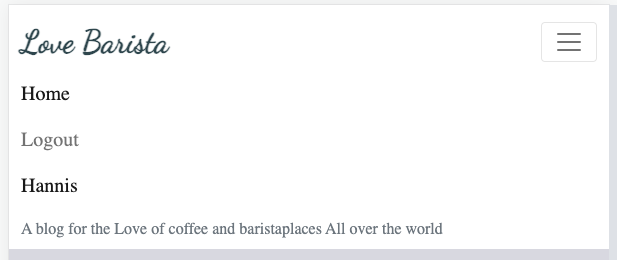 Love Barista
Home
Logout
Hannis
A blog for the Love of coffee and baristaplaces All over the world